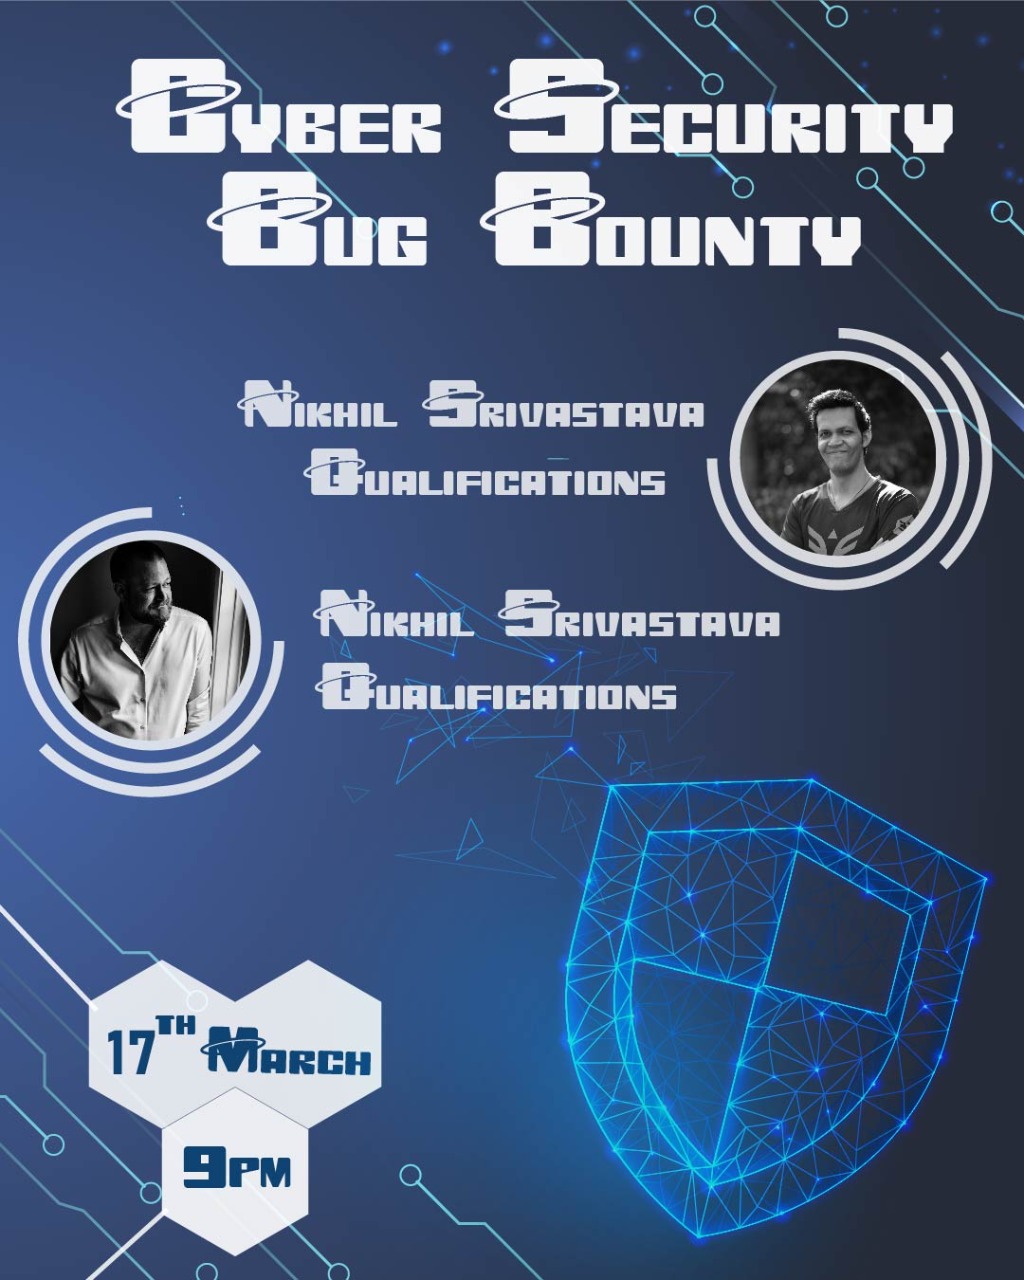 Cyber Security
Bug Bounty
Nikhil Srivastava
Qualifications
Nikhil Srivastava
Qualifications
17TH March
9PM